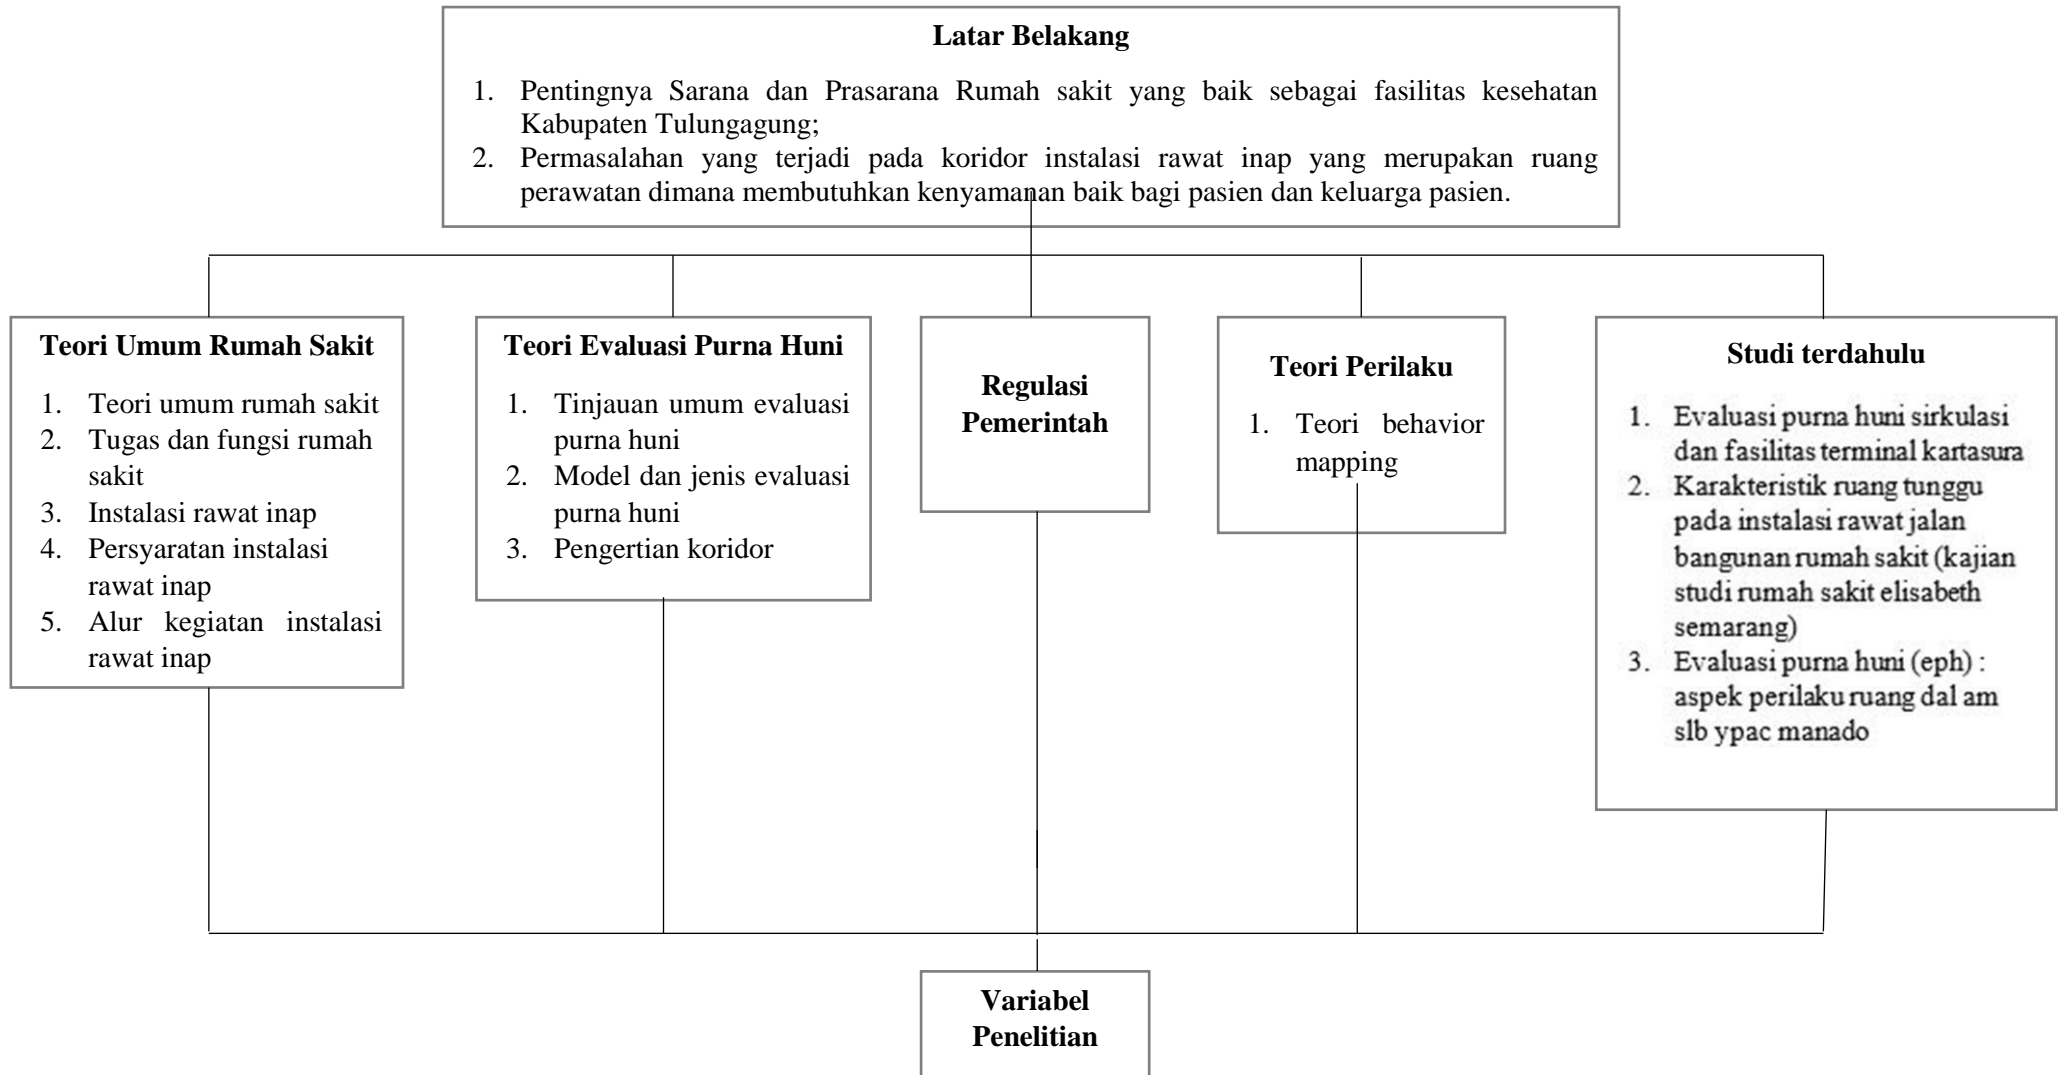 Latar Belakang
1. Pentingnya Sarana dan Prasarana Rumah sakit yang baik sebagai fasilitas kesehatan
Kabupaten Tulungagung;
2. Permasalahan yang terjadi pada koridor instalasi rawat inap yang merupakan ruang
perawatan dimana membutuhkan kenyamanan baik bagi pasien dan keluarga pasien.
Teori Umum Rumah Sakit
1. Teori umum rumah sakit
2. Tugas dan fungsi rumah
sakit
3. Instalasi rawat inap
4. Persyaratan instalasi
rawat inap
5. Alur kegiatan instalasi
rawat inap
Teori Evaluasi Purna Huni
1. Tinjauan umum evaluasi
purna huni
2. Model dan jenis evaluasi
purna huni
3. Pengertian koridor
Regulasi
Pemerintah
Teori Perilaku
1. Teori behavior
mapping
Studi terdahulu
1. Evaluasi purna huni sirkulasi
dan fasilitas terminal kartasura
2. Karakteristik ruang tunggu
pada instalasi rawat jalan
bangunan rumah sakit (kajian
studi rumah sakit elisabeth
semarang)
3. Evaluasi purna huni (eph) :
aspek perilaku ruang dal am
slb ypac manado
Variabel
Penelitian